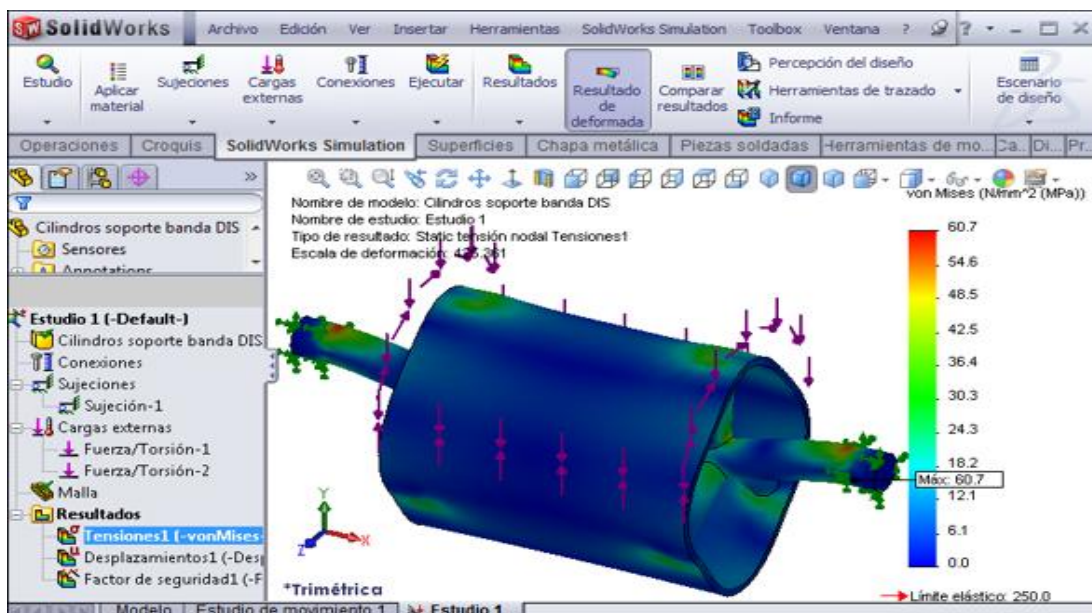 SolidWorks Archivo Edición Ver Insertar Herramientas SolidWorks Simulation Toolbox Ventana ? ?
Estudio
Aplicar material
Sujeciones
Cargas externas
Conexiones
Ejecutar
Resultados
Resultado de deformada
Comparar resultados
Percepción del diseño
Herramientas de trazado
Informe
Escenario de diseño
Operaciones Croquis SolidWorks Simulation Superficies Chapa metálica Piezas soldadas Herramientas de mo... Ca... Di... Pr...
Cilindros soporte banda DIS
Sensores
Annotations
Estudio 1 (-Default-)
Cilindros soporte banda DIS
Conexiones
Sujeciones
Sujeción-1
Cargas externas
Fuerza/Torsión-1
Fuerza/Torsión-2
Malla
Resultados
Tensiones1 (-vonMises-
Desplazamientos1 (-Desp
Factor de seguridad1 (-F
Nombre de modelo: Cilindros soporte banda DIS
Nombre de estudio: Estudio 1
Tipo de resultado: Static tensión nodal Tensiones1
Escala de deformación:
von Mises (N/mm^2 (MPa))
60.7
54.6
48.5
42.5
36.4
30.3
24.3
18.2
12.1
6.1
0.0
Máx: 60.7
Límite elástico: 250.0
Y
X
Z
*Trimétrica
Modelo Estudio de movimiento 1 Estudio 1